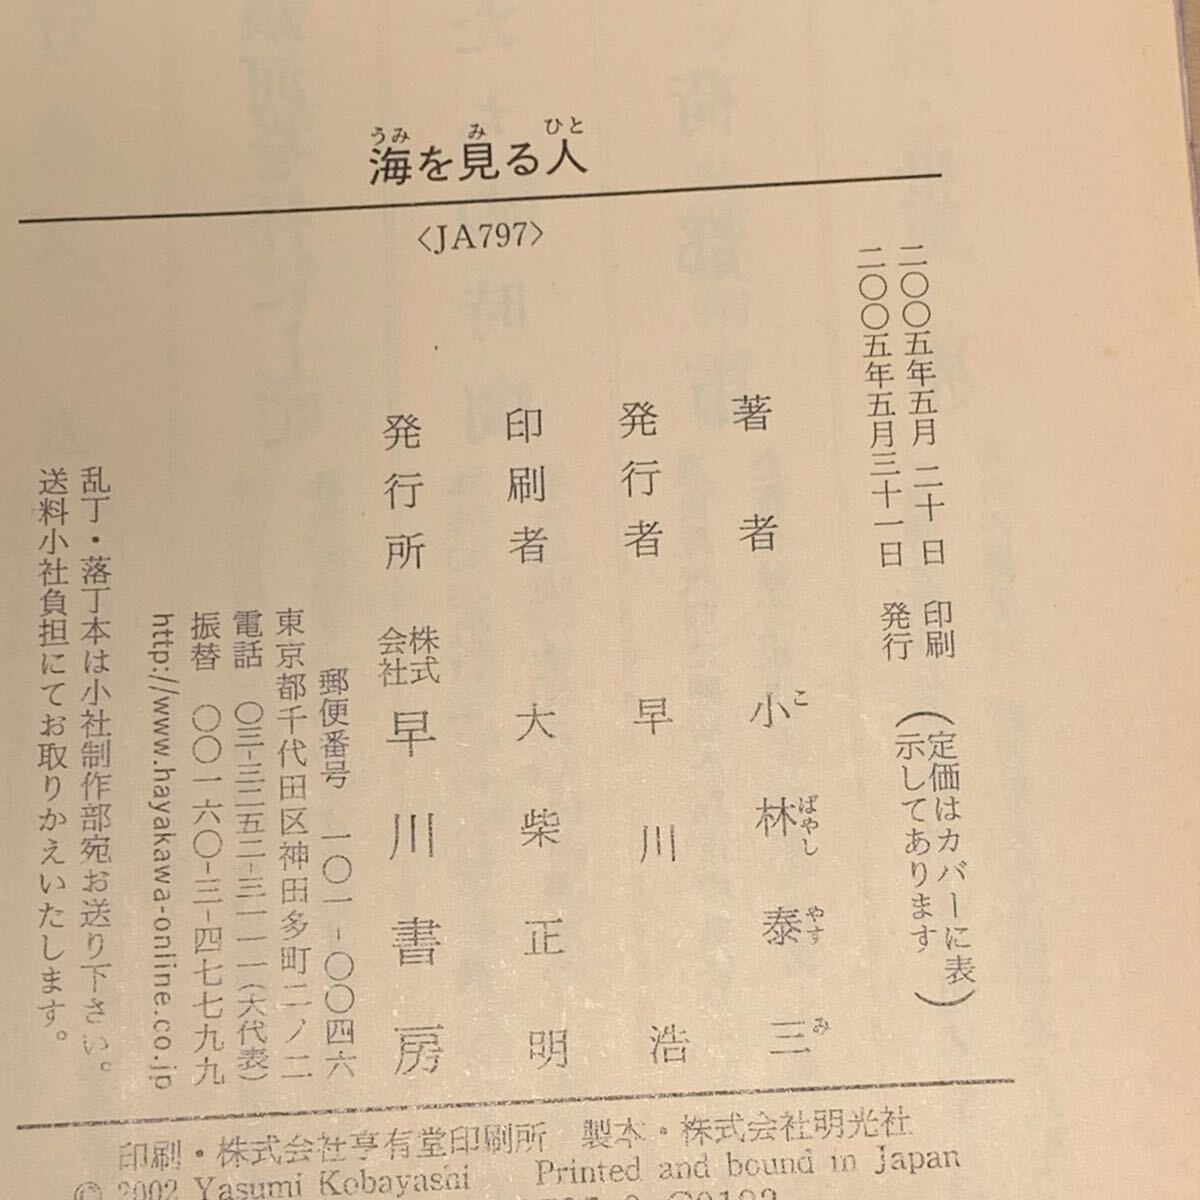 海を見る人
うみ み ひと
〈JA797〉
二〇〇五年五月二十日 印刷
二〇〇五年五月三十一日 発行
（定価はカバーに表
示してあります）
著者 小林泰三
こ ばやし やす み
発行者 早川浩
印刷者 大柴正明
発行所 株式会社 早川書房
郵便番号 一〇一-〇〇四六
東京都千代田区神田多町二ノ二
電話 〇三-三二五二-三一一一(大代表)
振替 〇〇一六〇-三-四七七九九
http://www.hayakawa-online.co.jp
乱丁・落丁本は小社制作部宛お送り下さい。
送料小社負担にてお取りかえいたします。
印刷・株式会社亨有堂印刷所 製本・株式会社明光社
© 2002 Yasumi Kobayashi Printed and bound in Japan